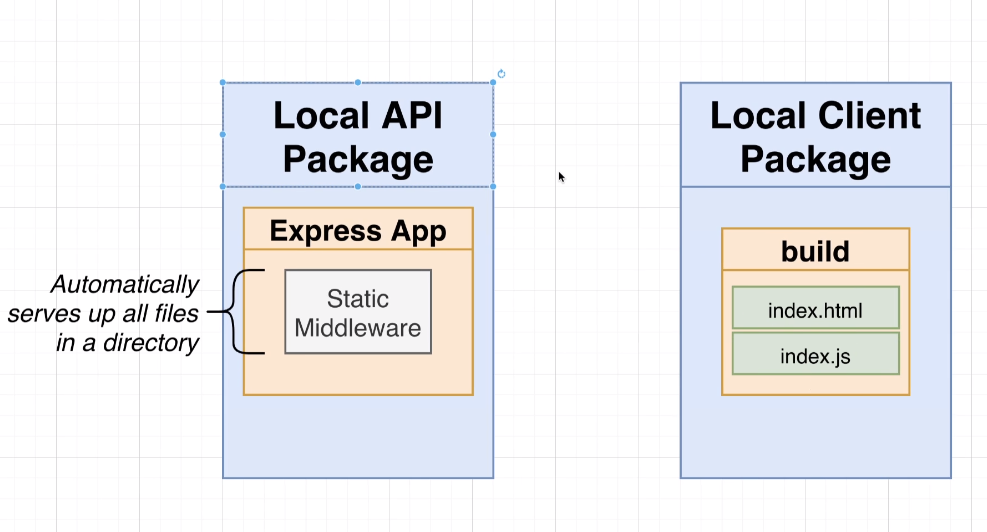 Local API
Package
Express App
Static
Middleware
Automatically
serves up all files
in a directory
Local Client
Package
build
index.html
index.js